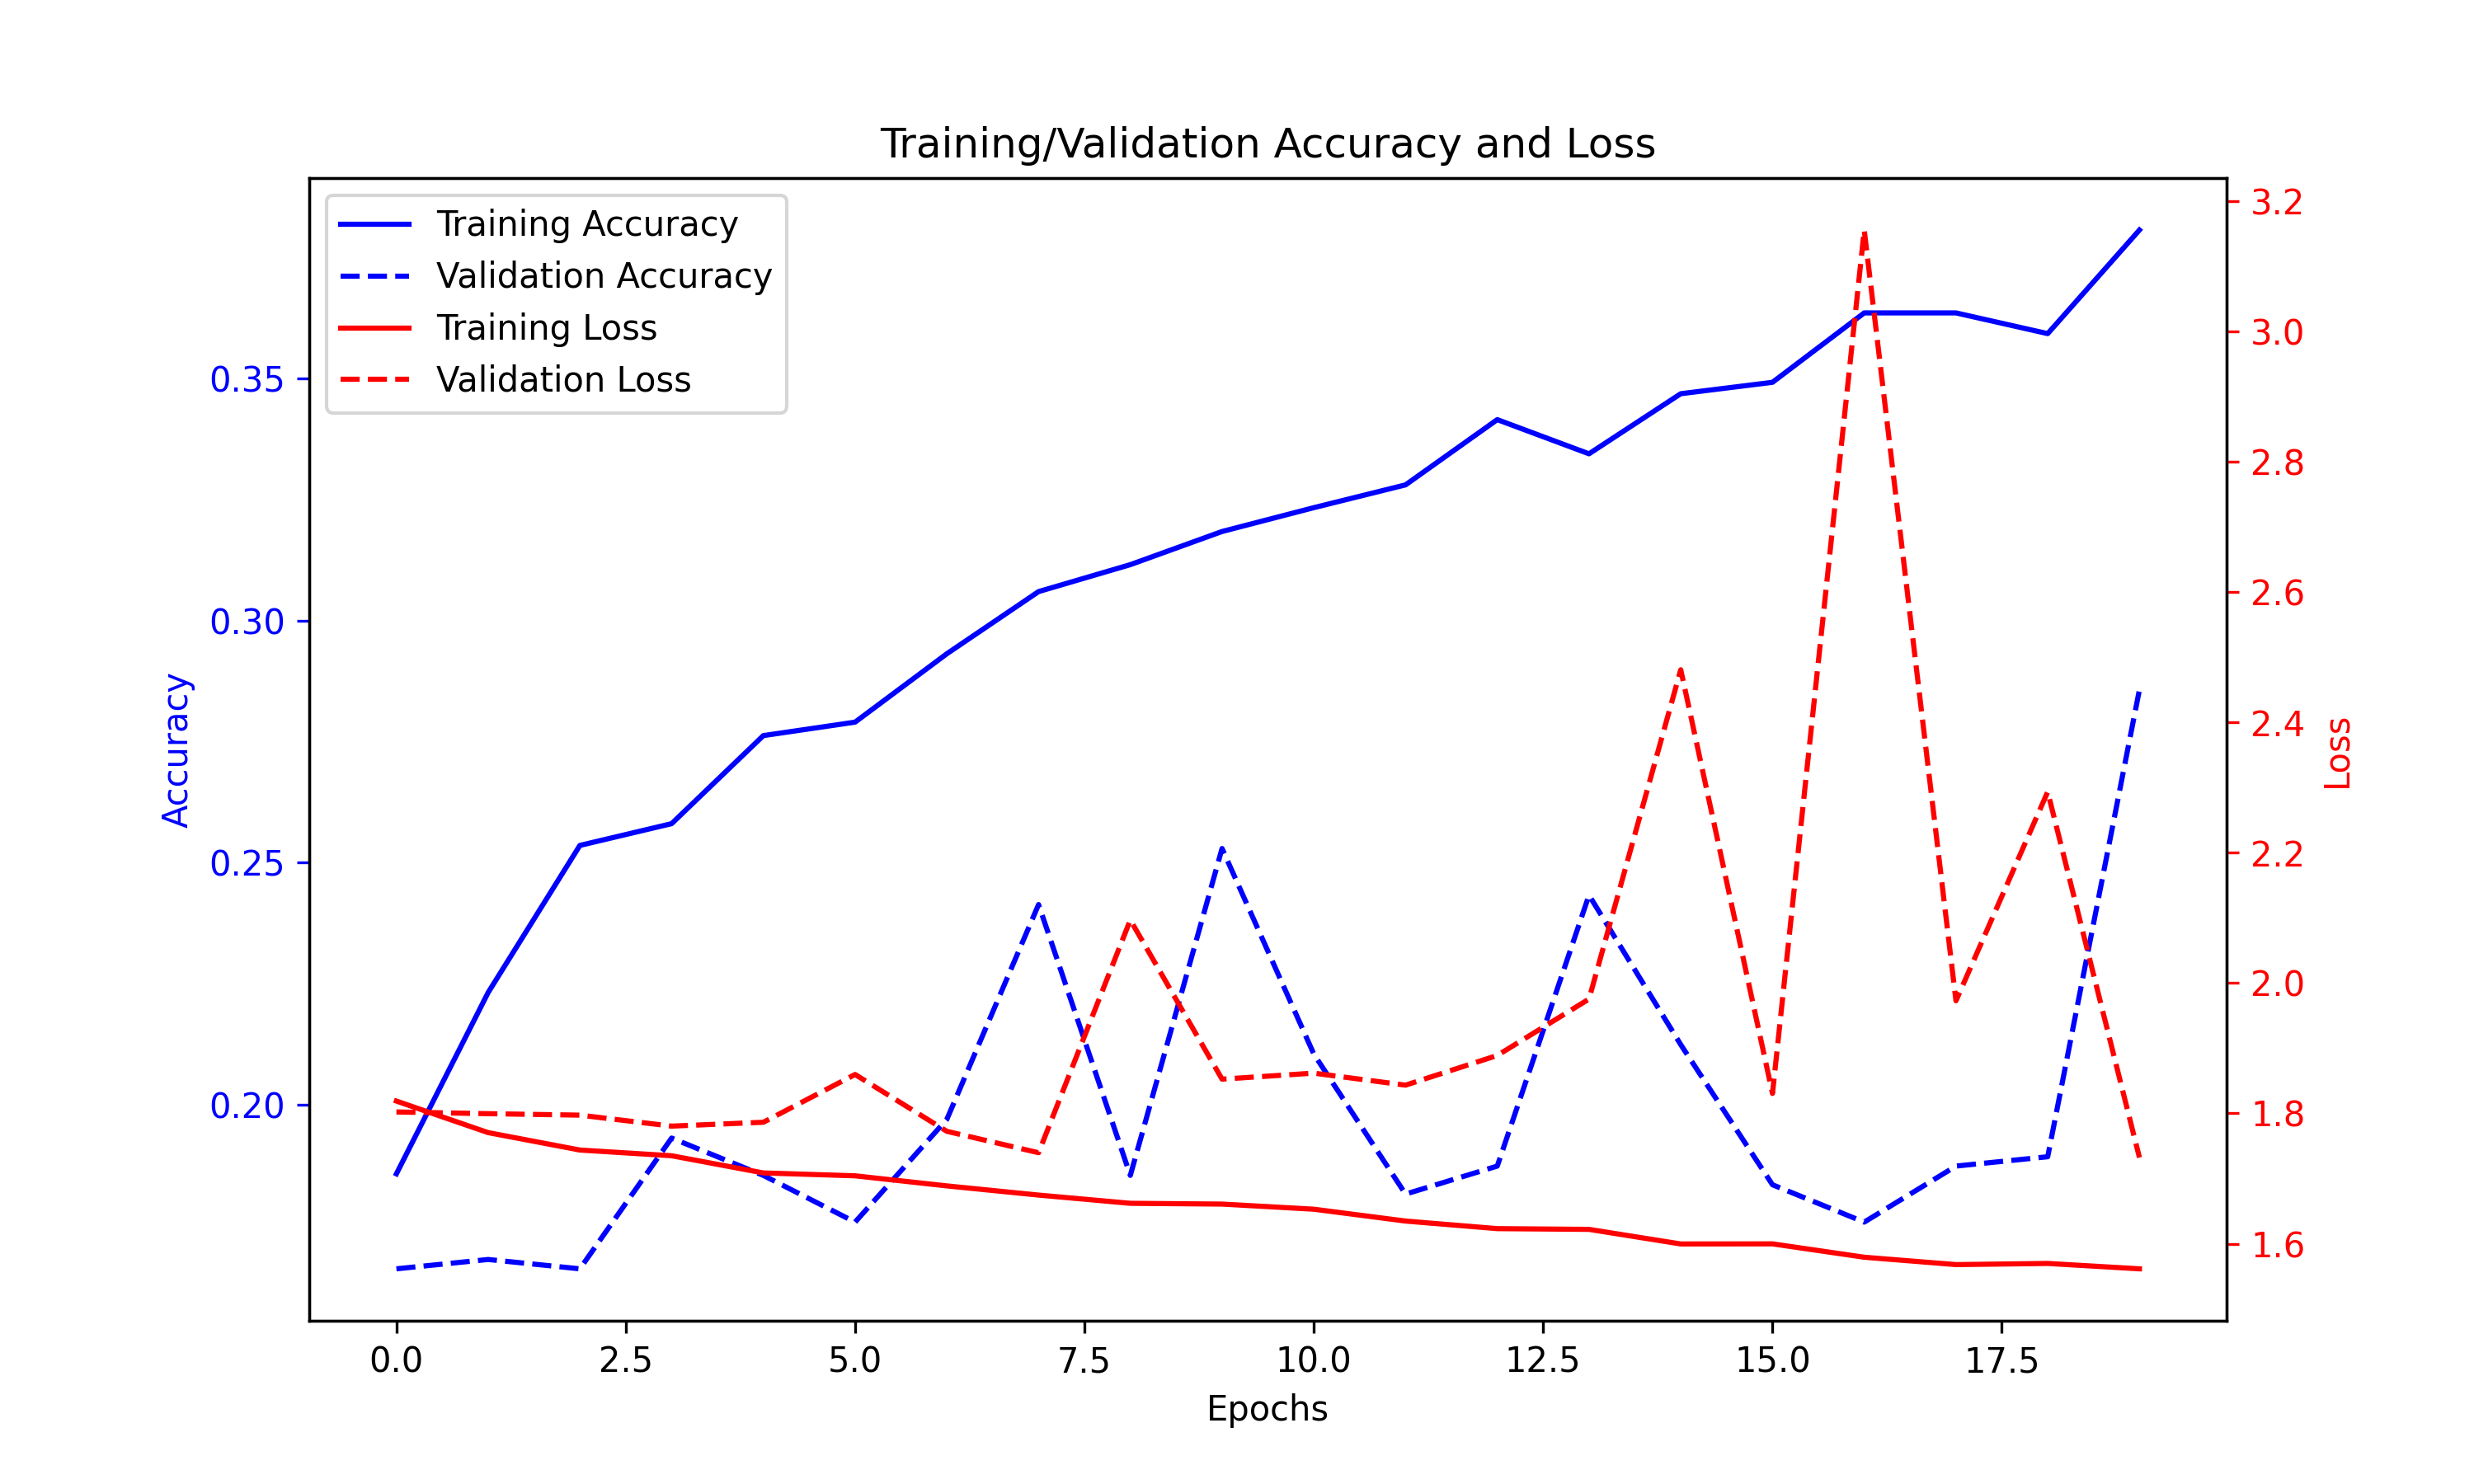 Training/Validation Accuracy and Loss
Training Accuracy
Validation Accuracy
Training Loss
Validation Loss
Accuracy
0.35
0.30
0.25
0.20
3.2
3.0
2.8
2.6
2.4
2.2
2.0
1.8
1.6
Loss
0.0 2.5 5.0 7.5 10.0 12.5 15.0 17.5
Epochs